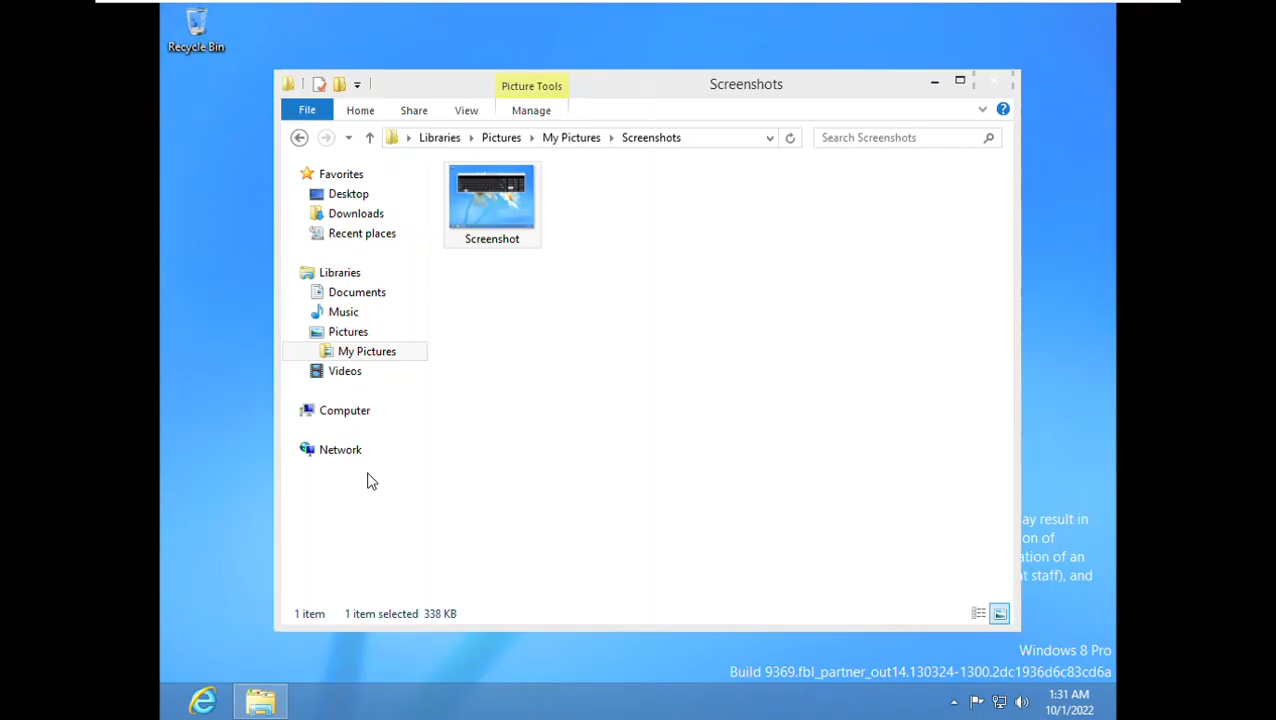 Recycle Bin
Picture Tools
Screenshots
File
Home
Share
View
Manage
Libraries
Pictures
My Pictures
Screenshots
Search Screenshots
Favorites
Desktop
Downloads
Recent places
Libraries
Documents
Music
Pictures
My Pictures
Videos
Computer
Network
Screenshot
ay result in
on of
ation of an
t staff), and
1 item
1 item selected
338 KB
Windows 8 Pro
Build 9369.fbl_partner_out14.130324-1300.2dc1936d6c83cd6a
1:31 AM
10/1/2022